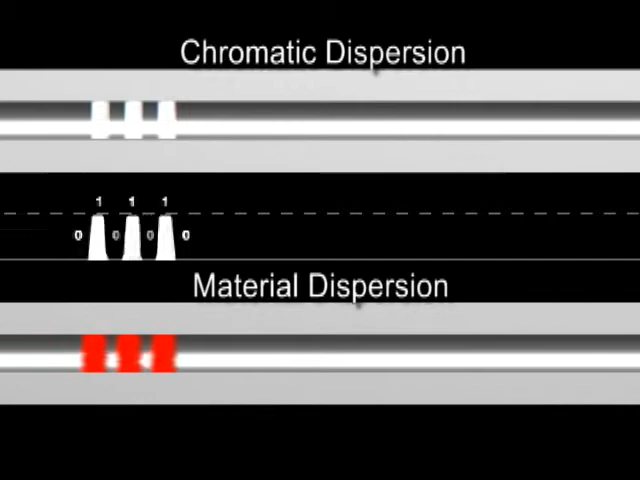 Chromatic Dispersion
1 1 1
0 0 0 0
Material Dispersion